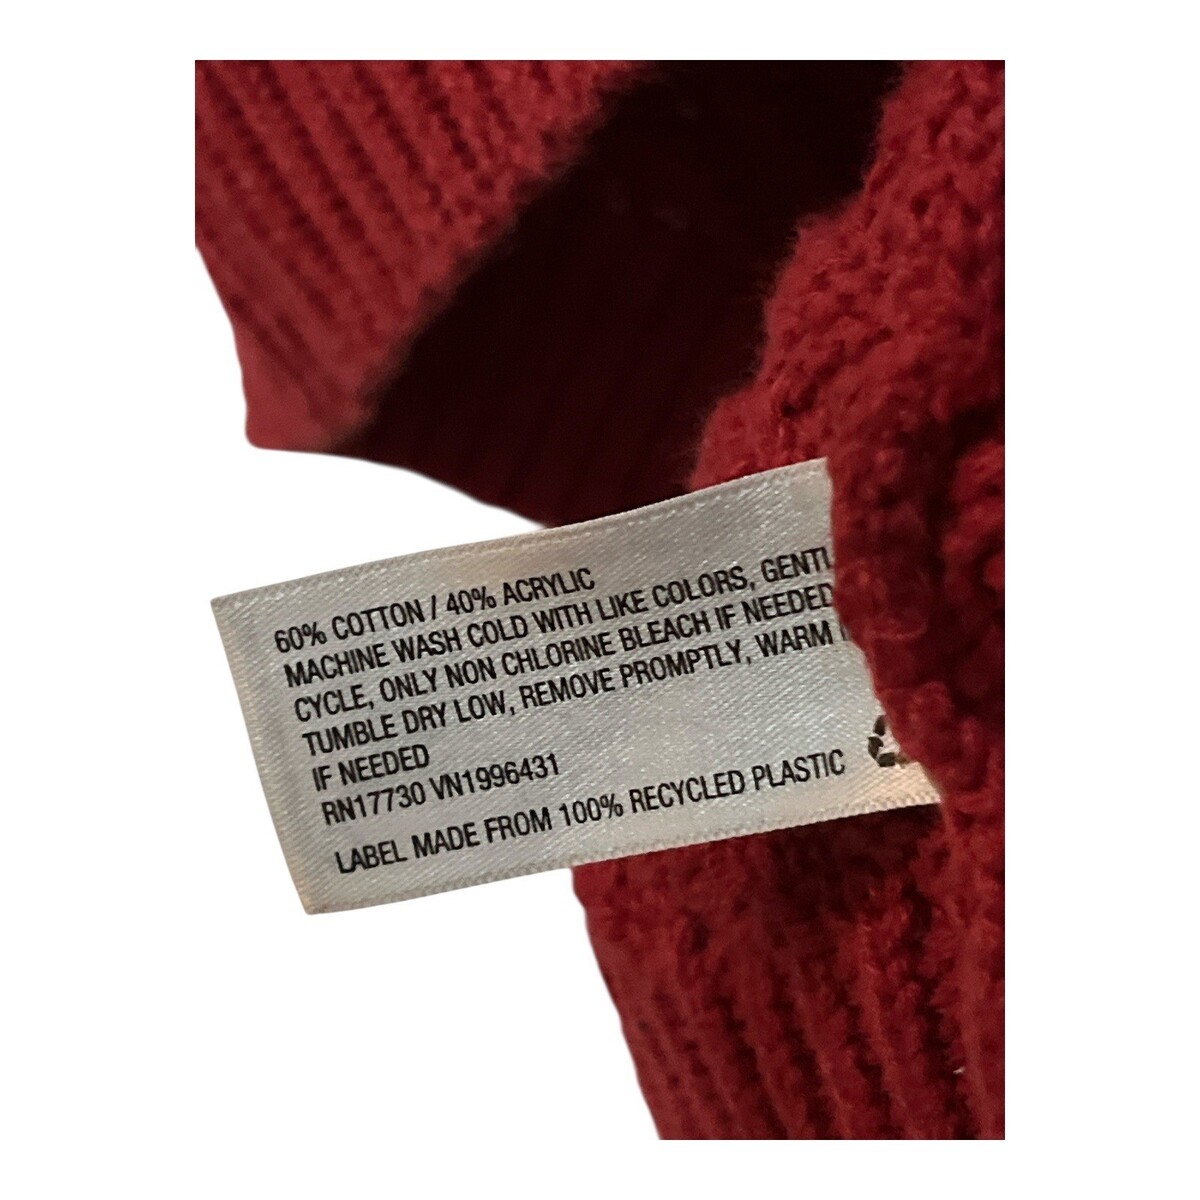 60% COTTON / 40% ACRYLIC
MACHINE WASH COLD WITH LIKE COLORS,
CYCLE, ONLY NON CHLORINE BLEACH IF NEEDED
TUMBLE DRY LOW, REMOVE PROMPTLY, WARM
IF NEEDED
RN17730 VN1996431
LABEL MADE FROM 100% RECYCLED PLASTIC